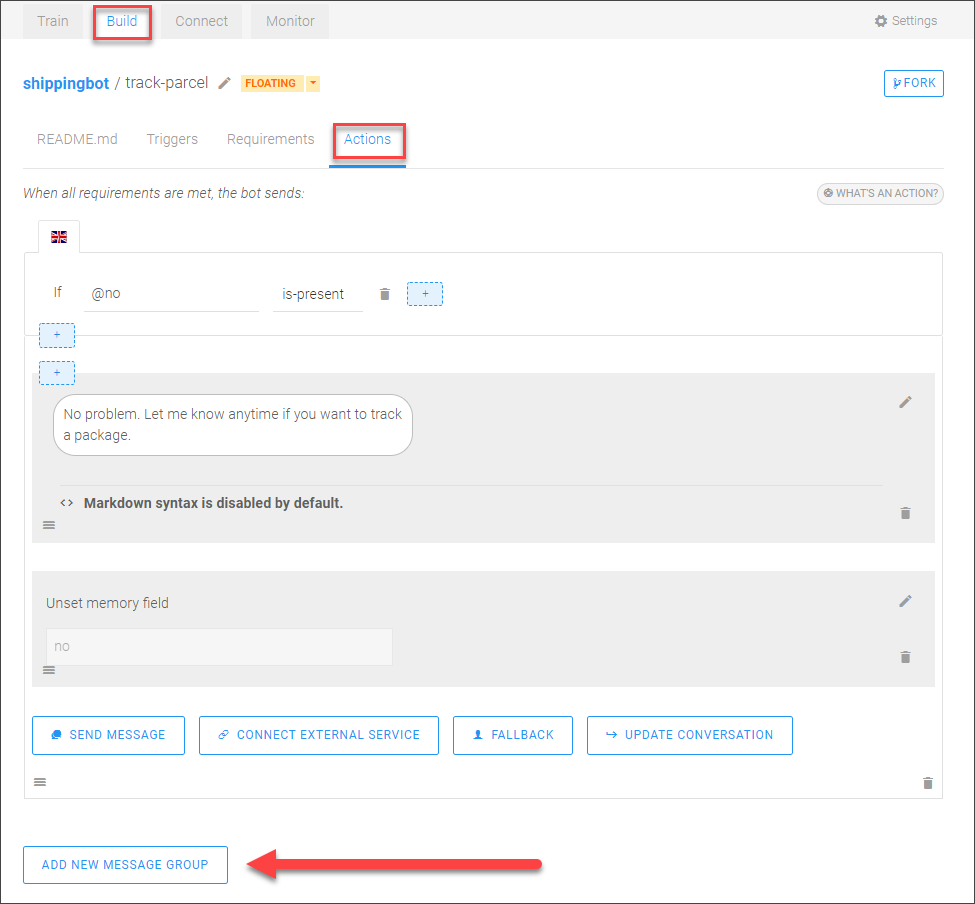 Train Build Connect Monitor Settings
shippingbot / track-parcel FLOATING FORK
README.md Triggers Requirements Actions
When all requirements are met, the bot sends: WHAT'S AN ACTION?
If @no is-present +
+
+
No problem. Let me know anytime if you want to track
a package.
<> Markdown syntax is disabled by default.
Unset memory field
no
SEND MESSAGE CONNECT EXTERNAL SERVICE FALLBACK UPDATE CONVERSATION
ADD NEW MESSAGE GROUP